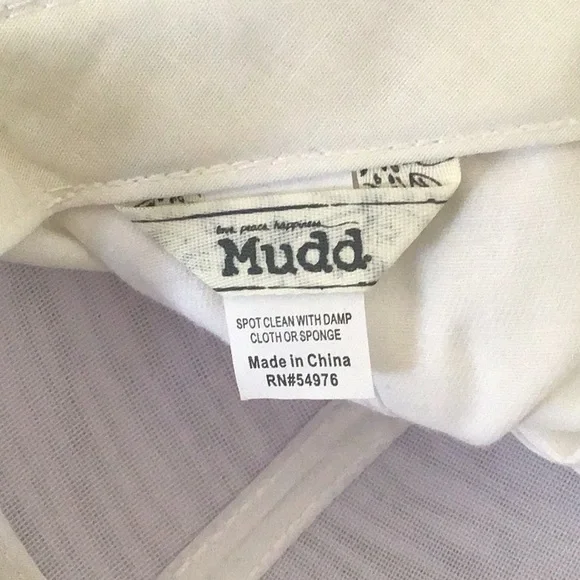 love peace happiness
Mudd
SPOT CLEAN WITH DAMP
CLOTH OR SPONGE
Made in China
RN#54976